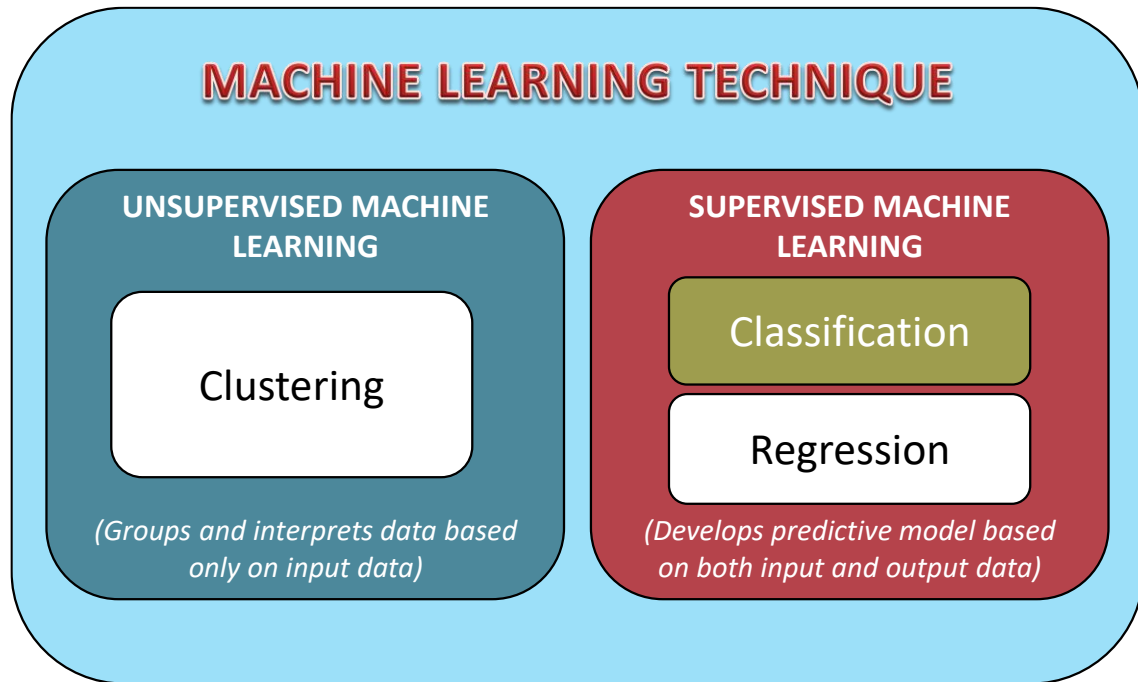 MACHINE LEARNING TECHNIQUE
UNSUPERVISED MACHINE
LEARNING
Clustering
(Groups and interprets data based
only on input data)
SUPERVISED MACHINE
LEARNING
Classification
Regression
(Develops predictive model based
on both input and output data)